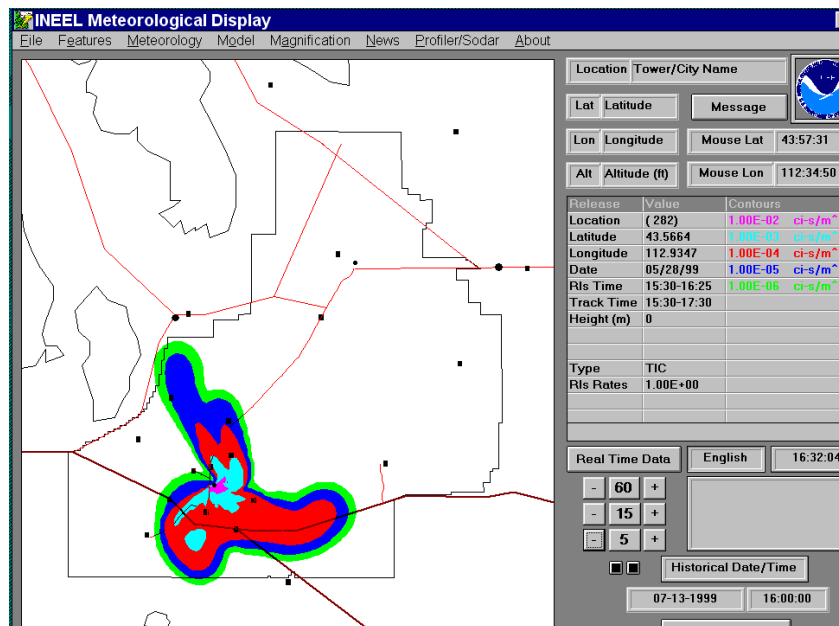 INEEL Meteorological Display
File Features Meteorology Model Magnification News Profiler/Sodar About
Location Tower/City Name
Lat Latitude Message
Lon Longitude Mouse Lat 43:57:31
Alt Altitude (ft) Mouse Lon 112:34:50
Release Value Contours
Location ( 282) 1.00E-02 ci-s/m^
Latitude 43.5664 1.00E-03 ci-s/m^
Longitude 112.9347 1.00E-04 ci-s/m^
Date 05/28/99 1.00E-05 ci-s/m^
Rls Time 15:30-16:25 1.00E-06 ci-s/m^
Track Time 15:30-17:30
Height (m) 0
Type TIC
Rls Rates 1.00E+00
Real Time Data English 16:32:04
- 60 +
- 15 +
- 5 +
Historical Date/Time
07-13-1999 16:00:00